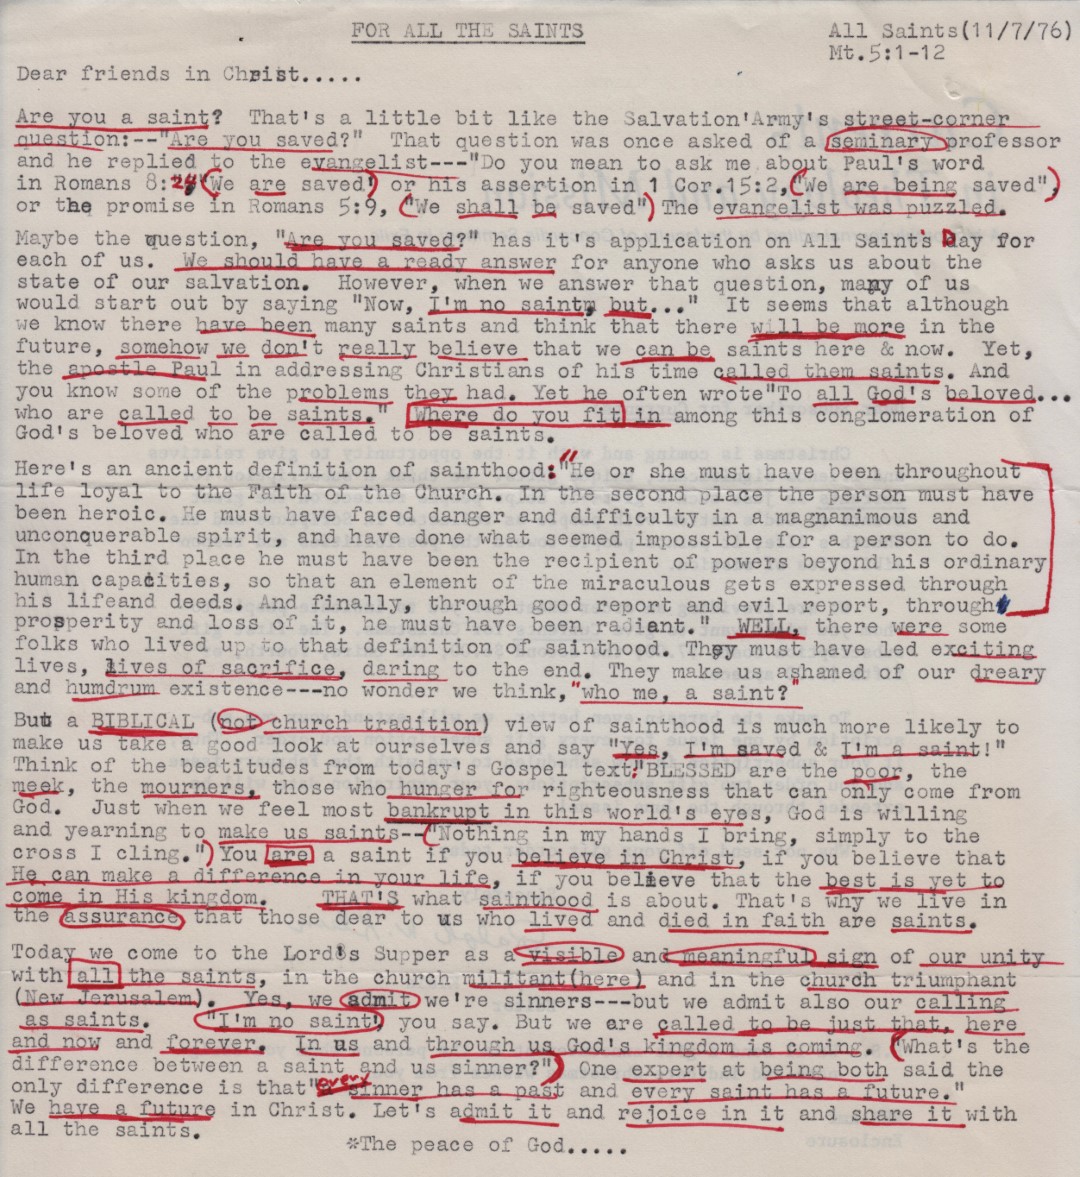 FOR ALL THE SAINTS
All Saints(11/7/76)
Mt.5:1-12
Dear friends in Christ.....
Are you a saint? That's a little bit like the Salvation'Army's street-corner
question:--"Are you saved?" That question was once asked of a seminary professor
and he replied to the evangelist---"Do you mean to ask me about Paul's word
in Romans 8:24 ("We are saved") or his assertion in 1 Cor.15:2,("We are being saved"),
or the promise in Romans 5:9, ("We shall be saved") The evangelist was puzzled.
Maybe the question, "Are you saved?" has it's application on All Saint's Day for
each of us. We should have a ready answer for anyone who asks us about the
state of our salvation. However, when we answer that question, many of us
would start out by saying "Now, I'm no saint, but..." It seems that although
we know there have been many saints and think that there will be more in the
future, somehow we don't really believe that we can be saints here & now. Yet,
the apostle Paul in addressing Christians of his time called them saints. And
you know some of the problems they had. Yet he often wrote"To all God's beloved...
who are called to be saints." Where do you fit in among this conglomeration of
God's beloved who are called to be saints.
Here's an ancient definition of sainthood:"He or she must have been throughout
life loyal to the Faith of the Church. In the second place the person must have
been heroic. He must have faced danger and difficulty in a magnanimous and
unconquerable spirit, and have done what seemed impossible for a person to do.
In the third place he must have been the recipient of powers beyond his ordinary
human capacities, so that an element of the miraculous gets expressed through
his lifeand deeds. And finally, through good report and evil report, through
prosperity and loss of it, he must have been radiant." WELL, there were some
folks who lived up to that definition of sainthood. They must have led exciting
lives, lives of sacrifice, daring to the end. They make us ashamed of our dreary
and humdrum existence---no wonder we think,"who me, a saint?"
But a BIBLICAL (not church tradition) view of sainthood is much more likely to
make us take a good look at ourselves and say "Yes, I'm saved & I'm a saint!"
Think of the beatitudes from today's Gospel text:"BLESSED are the poor, the
meek, the mourners, those who hunger for righteousness that can only come from
God. Just when we feel most bankrupt in this world's eyes, God is willing
and yearning to make us saints--("Nothing in my hands I bring, simply to the
cross I cling.") You are a saint if you believe in Christ, if you believe that
He can make a difference in your life, if you believe that the best is yet to
come in His kingdom. THAT'S what sainthood is about. That's why we live in
the assurance that those dear to us who lived and died in faith are saints.
Today we come to the Lord's Supper as a visible and meaningful sign of our unity
with all the saints, in the church militant(here) and in the church triumphant
(New Jerusalem). Yes, we admit we're sinners---but we admit also our calling
as saints. "I'm no saint", you say. But we are called to be just that, here
and now and forever. In us and through us God's kingdom is coming. ("What's the
difference between a saint and us sinner?") One expert at being both said the
only difference is that"every sinner has a past and every saint has a future."
We have a future in Christ. Let's admit it and rejoice in it and share it with
all the saints.
*The peace of God.....